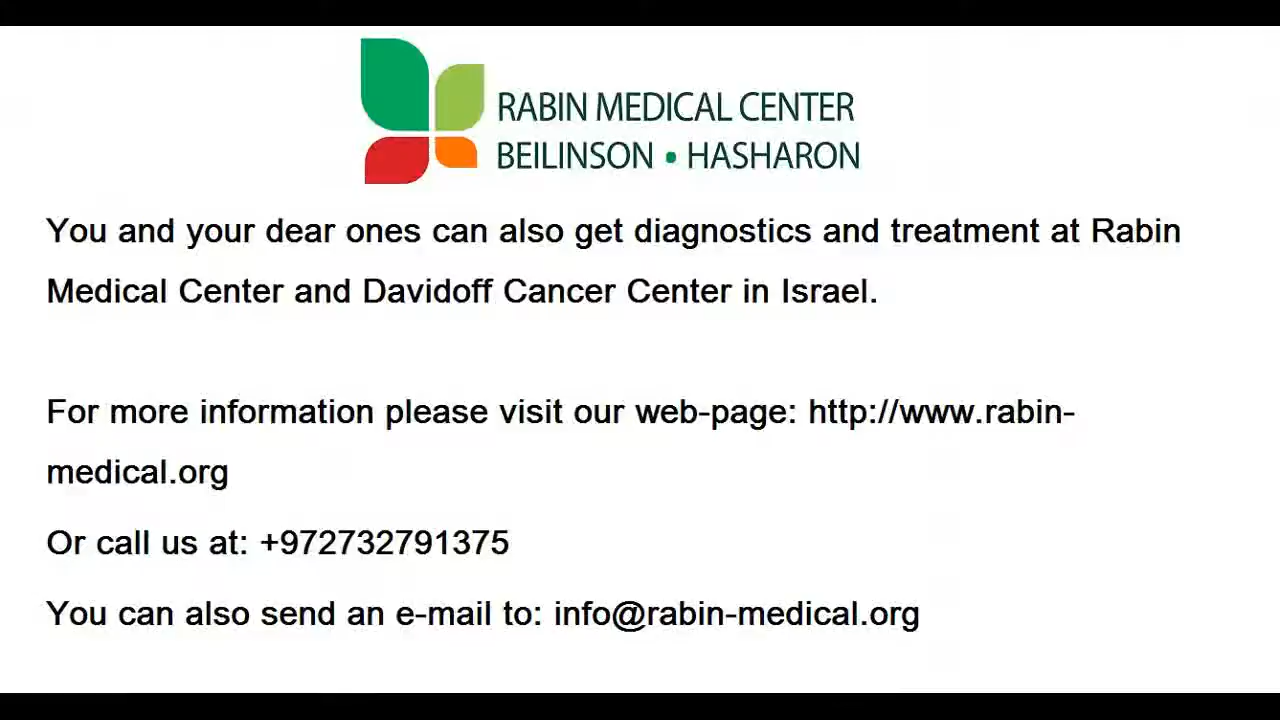 RABIN MEDICAL CENTER
BEILINSON • HASHARON
You and your dear ones can also get diagnostics and treatment at Rabin
Medical Center and Davidoff Cancer Center in Israel.
For more information please visit our web-page: http://www.rabin-
medical.org
Or call us at: +972732791375
You can also send an e-mail to: info@rabin-medical.org